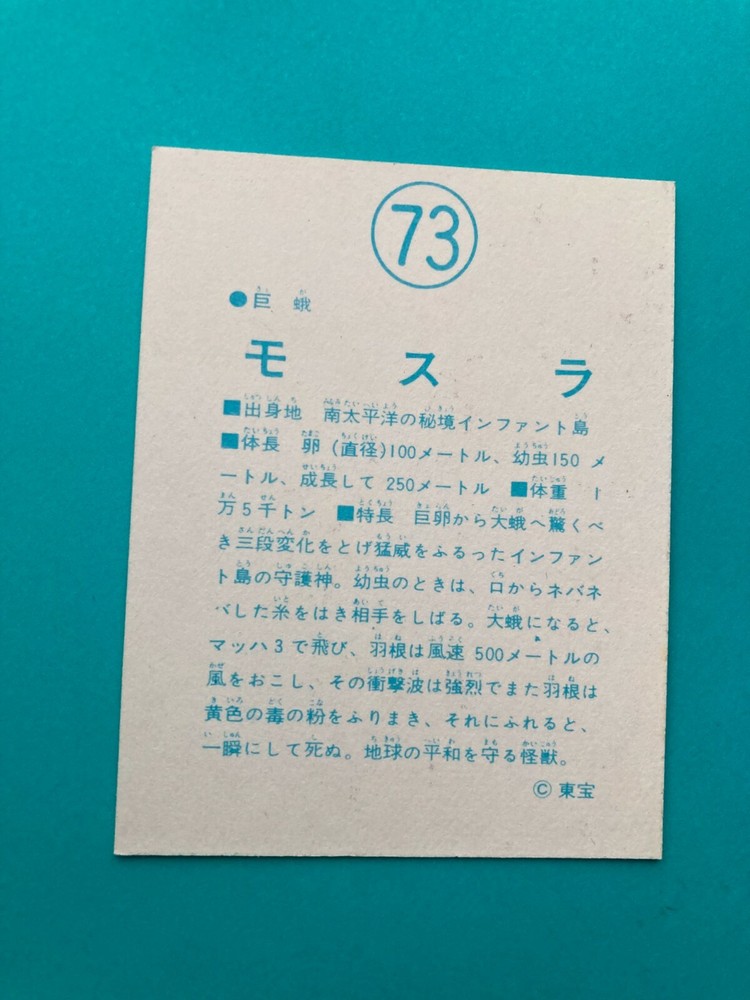 73
●巨蛾
モスラ
■出身地 南太平洋の秘境インファント島
■体長 卵(直径)100メートル、幼虫150メ
ートル、成長して250メートル ■体重 1
万5千トン ■特長 巨卵から大蛾へ驚くべ
き三段変化をとげ猛威をふるったインファン
ト島の守護神。幼虫のときは、口からネバネ
バした糸をはき相手をしばる。大蛾になると、
マッハ3で飛び、羽根は風速500メートルの
風をおこし、その衝撃波は強烈でまた羽根は
黄色の毒の粉をふりまき、それにふれると、
一瞬にして死ぬ。地球の平和を守る怪獣。
©東宝